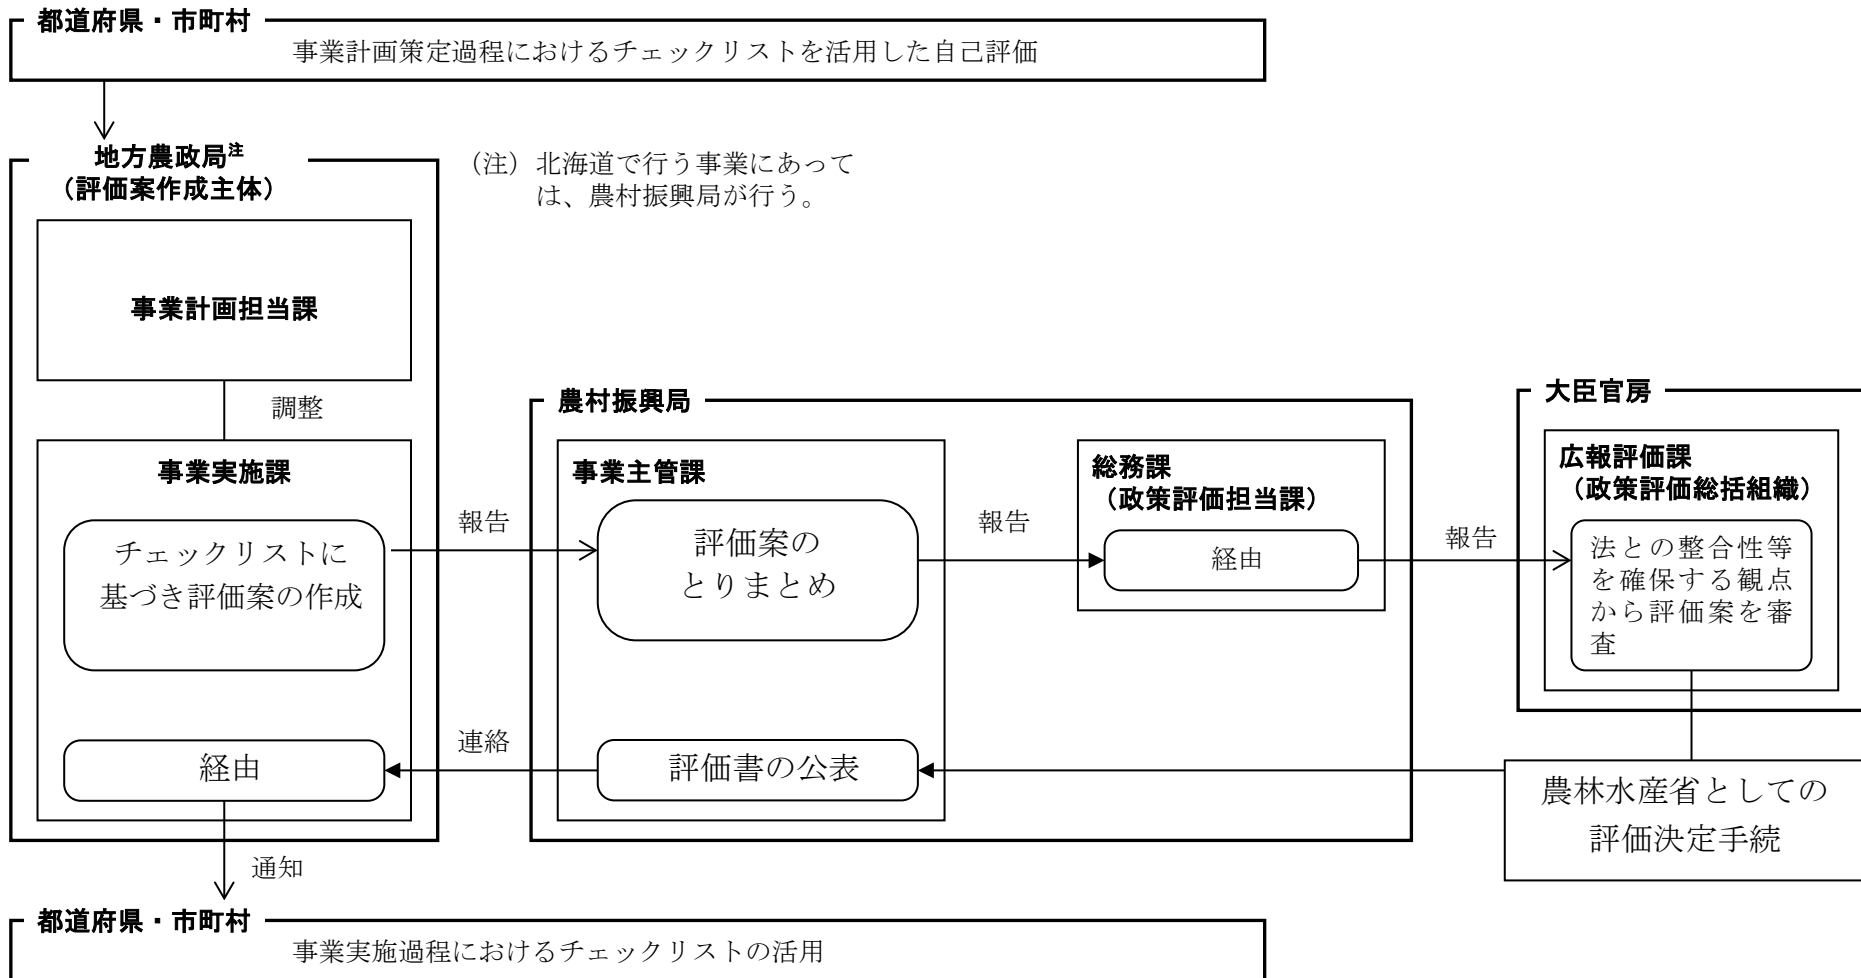 都道府県・市町村
事業計画策定過程におけるチェックリストを活用した自己評価
地方農政局注
（評価案作成主体）
（注）北海道で行う事業にあって
は、農村振興局が行う。
事業計画担当課
調整
事業実施課
チェックリストに
基づき評価案の作成
報告
農村振興局
事業主管課
評価案の
とりまとめ
報告
総務課
（政策評価担当課）
経由
報告
大臣官房
広報評価課
（政策評価総括組織）
法との整合性等
を確保する観点
から評価案を審
査
農林水産省としての
評価決定手続
評価書の公表
連絡
経由
通知
都道府県・市町村
事業実施過程におけるチェックリストの活用